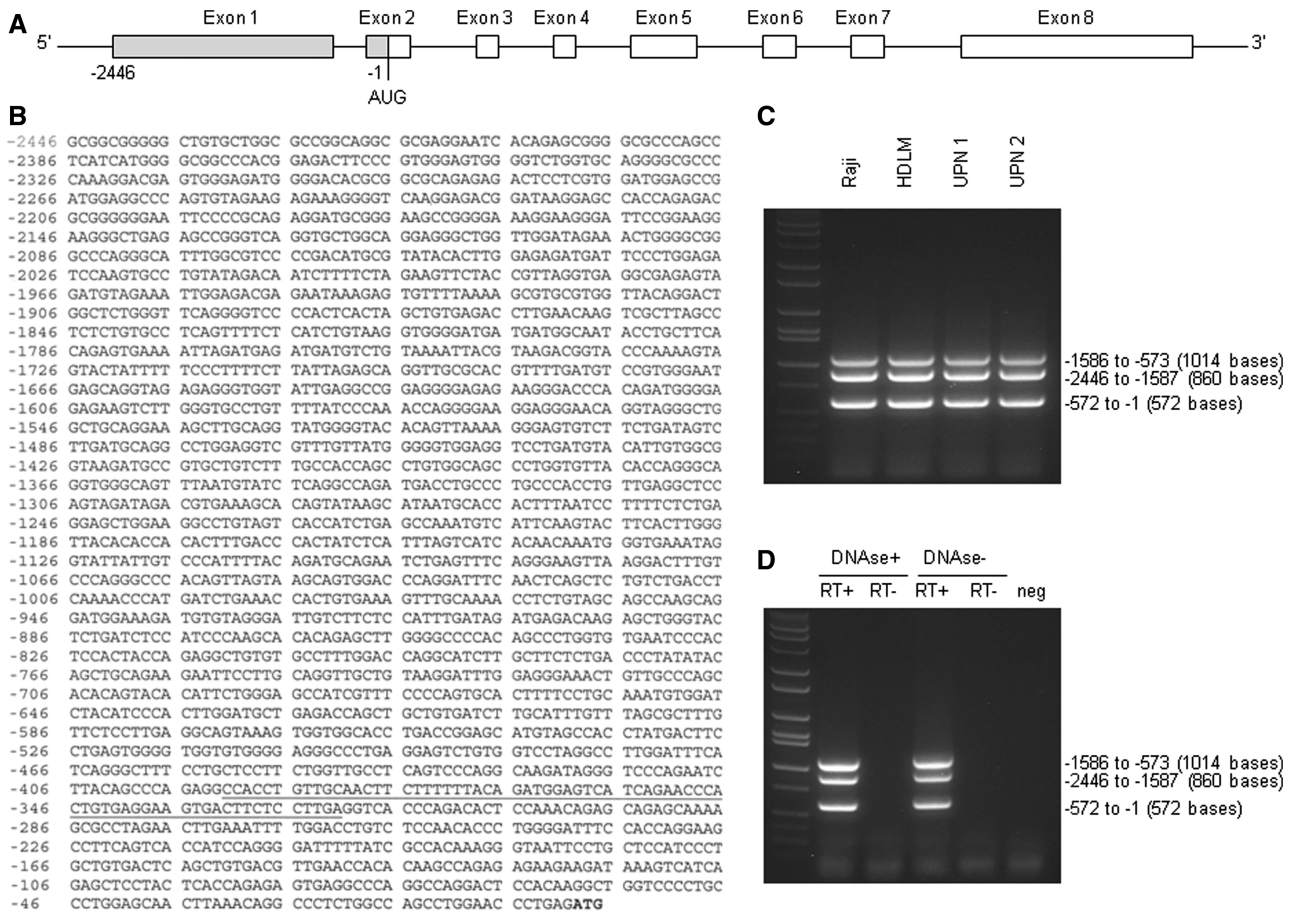 A
Exon 1 Exon 2 Exon 3 Exon 4 Exon 5 Exon 6 Exon 7 Exon 8
5' 3'
-2446 -1
AUG
B
-2446 GCGGCGGGGG CTGTGCTGGC GCCGGCAGGC GCGAGGAATC ACAGAGCGGG GCGCCCAGCC
-2386 TCATCATGGG GCGGCCCACG GAGACTTCCC GTGGGAGTGG GGTCTGGTGC AGGGGCGCCC
-2326 CAAAGGACGA GTGGGAGATG GGGACACGCG GCGCAGAGAG ACTCCTCGTG GATGGAGCCG
-2266 ATGGAGGCCC AGTGTAGAAG AGAAAGGGGT CAAGGAGACG GATAAGGAGC CACCAGAGAC
-2206 GCGGGGGGAA TTCCCCGCAG AGGATGCGGG AAGCCGGGGA AAGGAAGGGA TTCCGGAAGG
-2146 AAGGGCTGAG AGCCGGGTCA GGTGCTGGCA GGAGGGCTGG TTGGATAGAA ACTGGGGCGG
-2086 GCCCAGGGCA TTTGGCGTCC CCGACATGCG TATACACTTG GAGAGATGAT TCCCTGGAGA
-2026 TCCAAGTGCC TGTATAGACA ATCTTTTCTA GAAGTTCTAC CGTTAGGTGA GGCGAGAGTA
-1966 GATGTAGAAA TTGGAGACGA GAATAAAGAG TGTTTTAAAA GCGTGCGTGG TTACAGGACT
-1906 GGCTCTGGGT TCAGGGGTCC CCACTCACTA GCTGTGAGAC CTTGAACAAG TCGCTTAGCC
-1846 TCTCTGTGCC TCAGTTTTCT CATCTGTAAG GTGGGGATGA TGATGGCAAT ACCTGCTTCA
-1786 CAGAGTGAAA ATTAGATGAG ATGATGTCTG TAAAATTACG TAAGACGGTA CCCAAAAGTA
-1726 GTACTATTTT TCCCTTTTCT TATTAGAGCA GGTTGCGCAC GTTTTGATGT CCGTGGGAAT
-1666 GAGCAGGTAG AGAGGGTGGT ATTGAGGCCG GAGGGGAGAG AAGGGACCCA CAGATGGGGA
-1606 GAGAAGTCTT GGGTGCCTGT TTTATCCCAA ACCAGGGGAA GGAGGGAACA GGTAGGGCTG
-1546 GCTGCAGGAA AGCTTGCAGG TATGGGGTAC ACAGTTAAAA GGGAGTGTCT TCTGATAGTC
-1486 TTGATGCAGG CCTGGAGGTC GTTTGTTATG GGGGTGGAGG TCCTGATGTA CATTGTGGCG
-1426 GTAAGATGCC GTGCTGTCTT TGCCACCAGC CTGTGGCAGC CCTGGTGTTA CACCAGGGCA
-1366 GGTGGGCAGT TTAATGTATC TCAGGCCAGA TGACCTGCCC TGCCCACCTG TTGAGGCTCC
-1306 AGTAGATAGA CGTGAAAGCA CAGTATAAGC ATAATGCACC ACTTTAATCC TTTTCTCTGA
-1246 GGAGCTGGAA GGCCTGTAGT CACCATCTGA GCCAAATGTC ATTCAAGTAC TTCACTTGGG
-1186 TTACACACCA CACTTTGACC CACTATCTCA TTTAGTCATC ACAACAAATG GGTGAAATAG
-1126 GTATTATTGT CCCATTTTAC AGATGCAGAA TCTGAGTTTC AGGGAAGTTA AGGACTTTGT
-1066 CCCAGGGCCC ACAGTTAGTA AGCAGTGGAC CCAGGATTTC AACTCAGCTC TGTCTGACCT
-1006 CAAAACCCAT GATCTGAAAC CACTGTGAAA GTTTGCAAAA CCTCTGTAGC AGCCAAGCAG
-946 GATGGAAAGA TGTGTAGGGA TTGTCTTCTC CATTTGATAG ATGAGACAAG AGCTGGGTAC
-886 TCTGATCTCC ATCCCAAGCA CACAGAGCTT GGGGCCCCAC AGCCCTGGTG TGAATCCCAC
-826 TCCACTACCA GAGGCTGTGT GCCTTTGGAC CAGGCATCTT GCTTCTCTGA CCCTATATAC
-766 AGCTGCAGAA GAATTCCTTG CAGGTTGCTG TAAGGATTTG GAGGGAAACT GTTGCCCAGC
-706 ACACAGTACA CATTCTGGGA GCCATCGTTT CCCCAGTGCA CTTTTCCTGC AAATGTGGAT
-646 CTACATCCCA CTTGGATGCT GAGACCAGCT GCTGTGATCT TGCATTTGTT TAGCGCTTTG
-586 TTCTCCTTGA GGCAGTAAAG GTGGTGGCACC TGACCGGAGC ATGTAGCCAC CTATGACTTC
-526 CTGAGTGGGG TGGTGTGGGG AGGGCCCTGA GGAGTCTGTG GTCCTAGGCC TTGGATTTCA
-466 TCAGGGCTTT CCTGCTCCTT CTGGTTGCCT CAGTCCCAGG CAAGATAGGG TCCCAGAATC
-406 TTACAGCCCA GAGGCCACCT GTTGCAACTT CTTTTTTACA GATGGAGTCA TCAGAACCCA
-346 CTGTGAGGAA GTGACTTCTC CCTTGAGGTCA CCCAGACACT CCAAACAGAG CAGAGCAAAA
-286 GCGCCTAGAA CTTGAAATTT TGGACCTGTC TCCAACACCC TGGGGATTTC CACCAGGAAG
-226 CCTTCAGTCA CCATCCAGGG GATTTTTATC GCCACAAAGG GTAATTCCTG CTCCATCCCT
-166 GCTGTGACTC AGCTGTGACG TTGAACCACA CAAGCCAGAG AGAAGAAGAT AAAGTCATCA
-106 GAGCTCCTAC TCACCAGAGA GTGAGGCCCA GGCCAGGACT CCACAAGGCT GGTCCCCTGC
-46 CCTGGAGCAA CTTAAACAGG CCCCTCTGGC AGCCTGGAAC CCTGAGATG
C
Raji HDLM UPN 1 UPN 2
-1586 to -573 (1014 bases)
-2446 to -1587 (860 bases)
-572 to -1 (572 bases)
D
DNAse+ DNAse-
RT+ RT- RT+ RT- neg
-1586 to -573 (1014 bases)
-2446 to -1587 (860 bases)
-572 to -1 (572 bases)